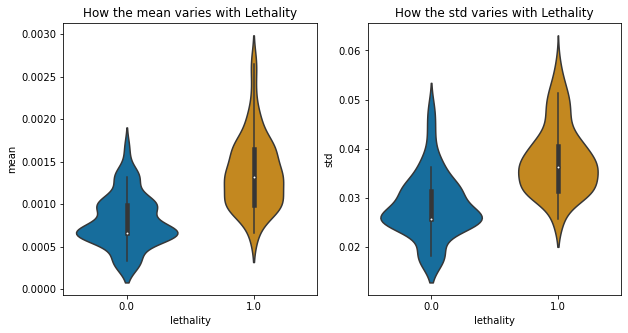 How the mean varies with Lethality
0.0030
0.0025
0.0020
0.0015
0.0010
0.0005
0.0000
mean
0.0
1.0
lethality
How the std varies with Lethality
0.06
0.05
0.04
0.03
0.02
std
0.0
1.0
lethality